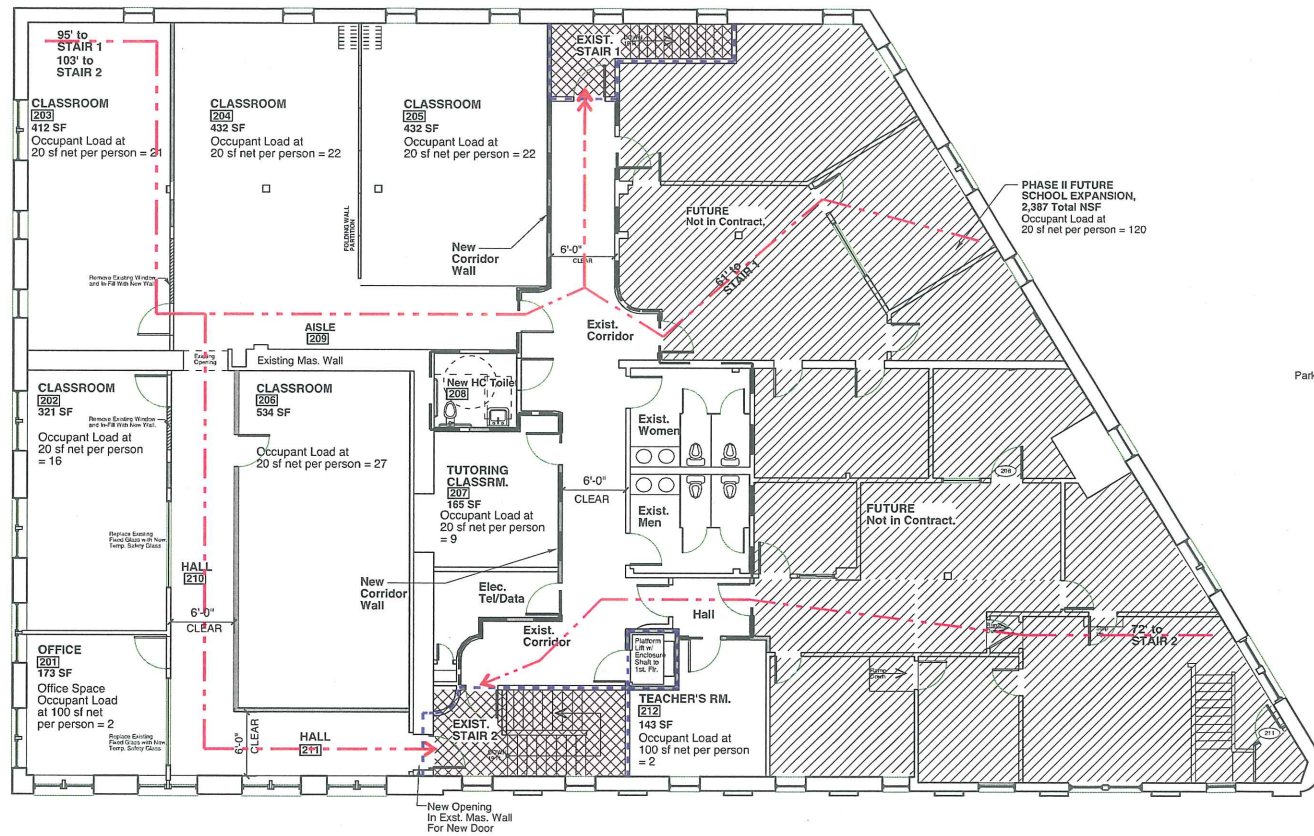 95' to
STAIR 1
103' to
STAIR 2
CLASSROOM
203
412 SF
Occupant Load at
20 sf net per person = 21
CLASSROOM
204
432 SF
Occupant Load at
20 sf net per person = 22
CLASSROOM
205
432 SF
Occupant Load at
20 sf net per person = 22
EXIST.
STAIR 1
DOWN
FOLDING WALL
PARTITION
New
Corridor
Wall
6'-0"
CLEAR
FUTURE
Not in Contract.
61' to
STAIR 1
PHASE II FUTURE
SCHOOL EXPANSION,
2,387 Total NSF
Occupant Load at
20 sf net per person = 120
Remove Existing Window
and In-Fill With New Wall.
AISLE
209
Exist.
Corridor
Existing
Opening
Existing Mas. Wall
Park
CLASSROOM
202
321 SF
Occupant Load at
20 sf net per person
= 16
Remove Existing Window
and In-Fill With New Wall.
CLASSROOM
206
534 SF
Occupant Load at
20 sf net per person = 27
New HC Toilet
208
Exist.
Women
TUTORING
CLASSRM.
207
165 SF
Occupant Load at
20 sf net per person
= 9
6'-0"
CLEAR
Exist.
Men
FUTURE
Not in Contract.
Replace Existing
Fixed Glass with New
Temp. Safety Glass
HALL
210
6'-0"
CLEAR
New
Corridor
Wall
Elec.
Tel/Data
Exist.
Corridor
Hall
Platform
Lift w/
Enclosure
Shaft to
1st. Flr.
72' to
STAIR 2
Ramp
Down
OFFICE
201
173 SF
Office Space
Occupant Load
at 100 sf net
per person = 2
Replace Existing
Fixed Glass with New
Temp. Safety Glass
6'-0"
CLEAR
HALL
211
EXIST.
STAIR 2
DOWN
TEACHER'S RM.
212
143 SF
Occupant Load at
100 sf net per person
= 2
211
New Opening
In Exst. Mas. Wall
For New Door